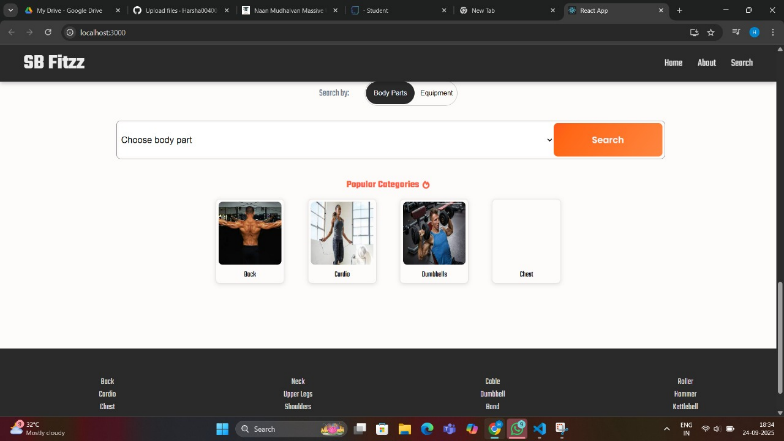 My Drive - Google Drive
Upload files · Harsha0040
Naan Mudhalvan Massive
- Student
New Tab
React App
localhost:3000
H
SB Fitzz
Home
About
Search
Search by:
Body Parts
Equipment
Choose body part
Search
Popular Categories
Back
Cardio
Dumbbells
Chest
Back
Neck
Cable
Roller
Cardio
Upper Legs
Dumbbell
Hammer
Chest
Shoulders
Band
Kettlebell
32°C
Mostly cloudy
Search
ENG
IN
18:54
24-09-2025